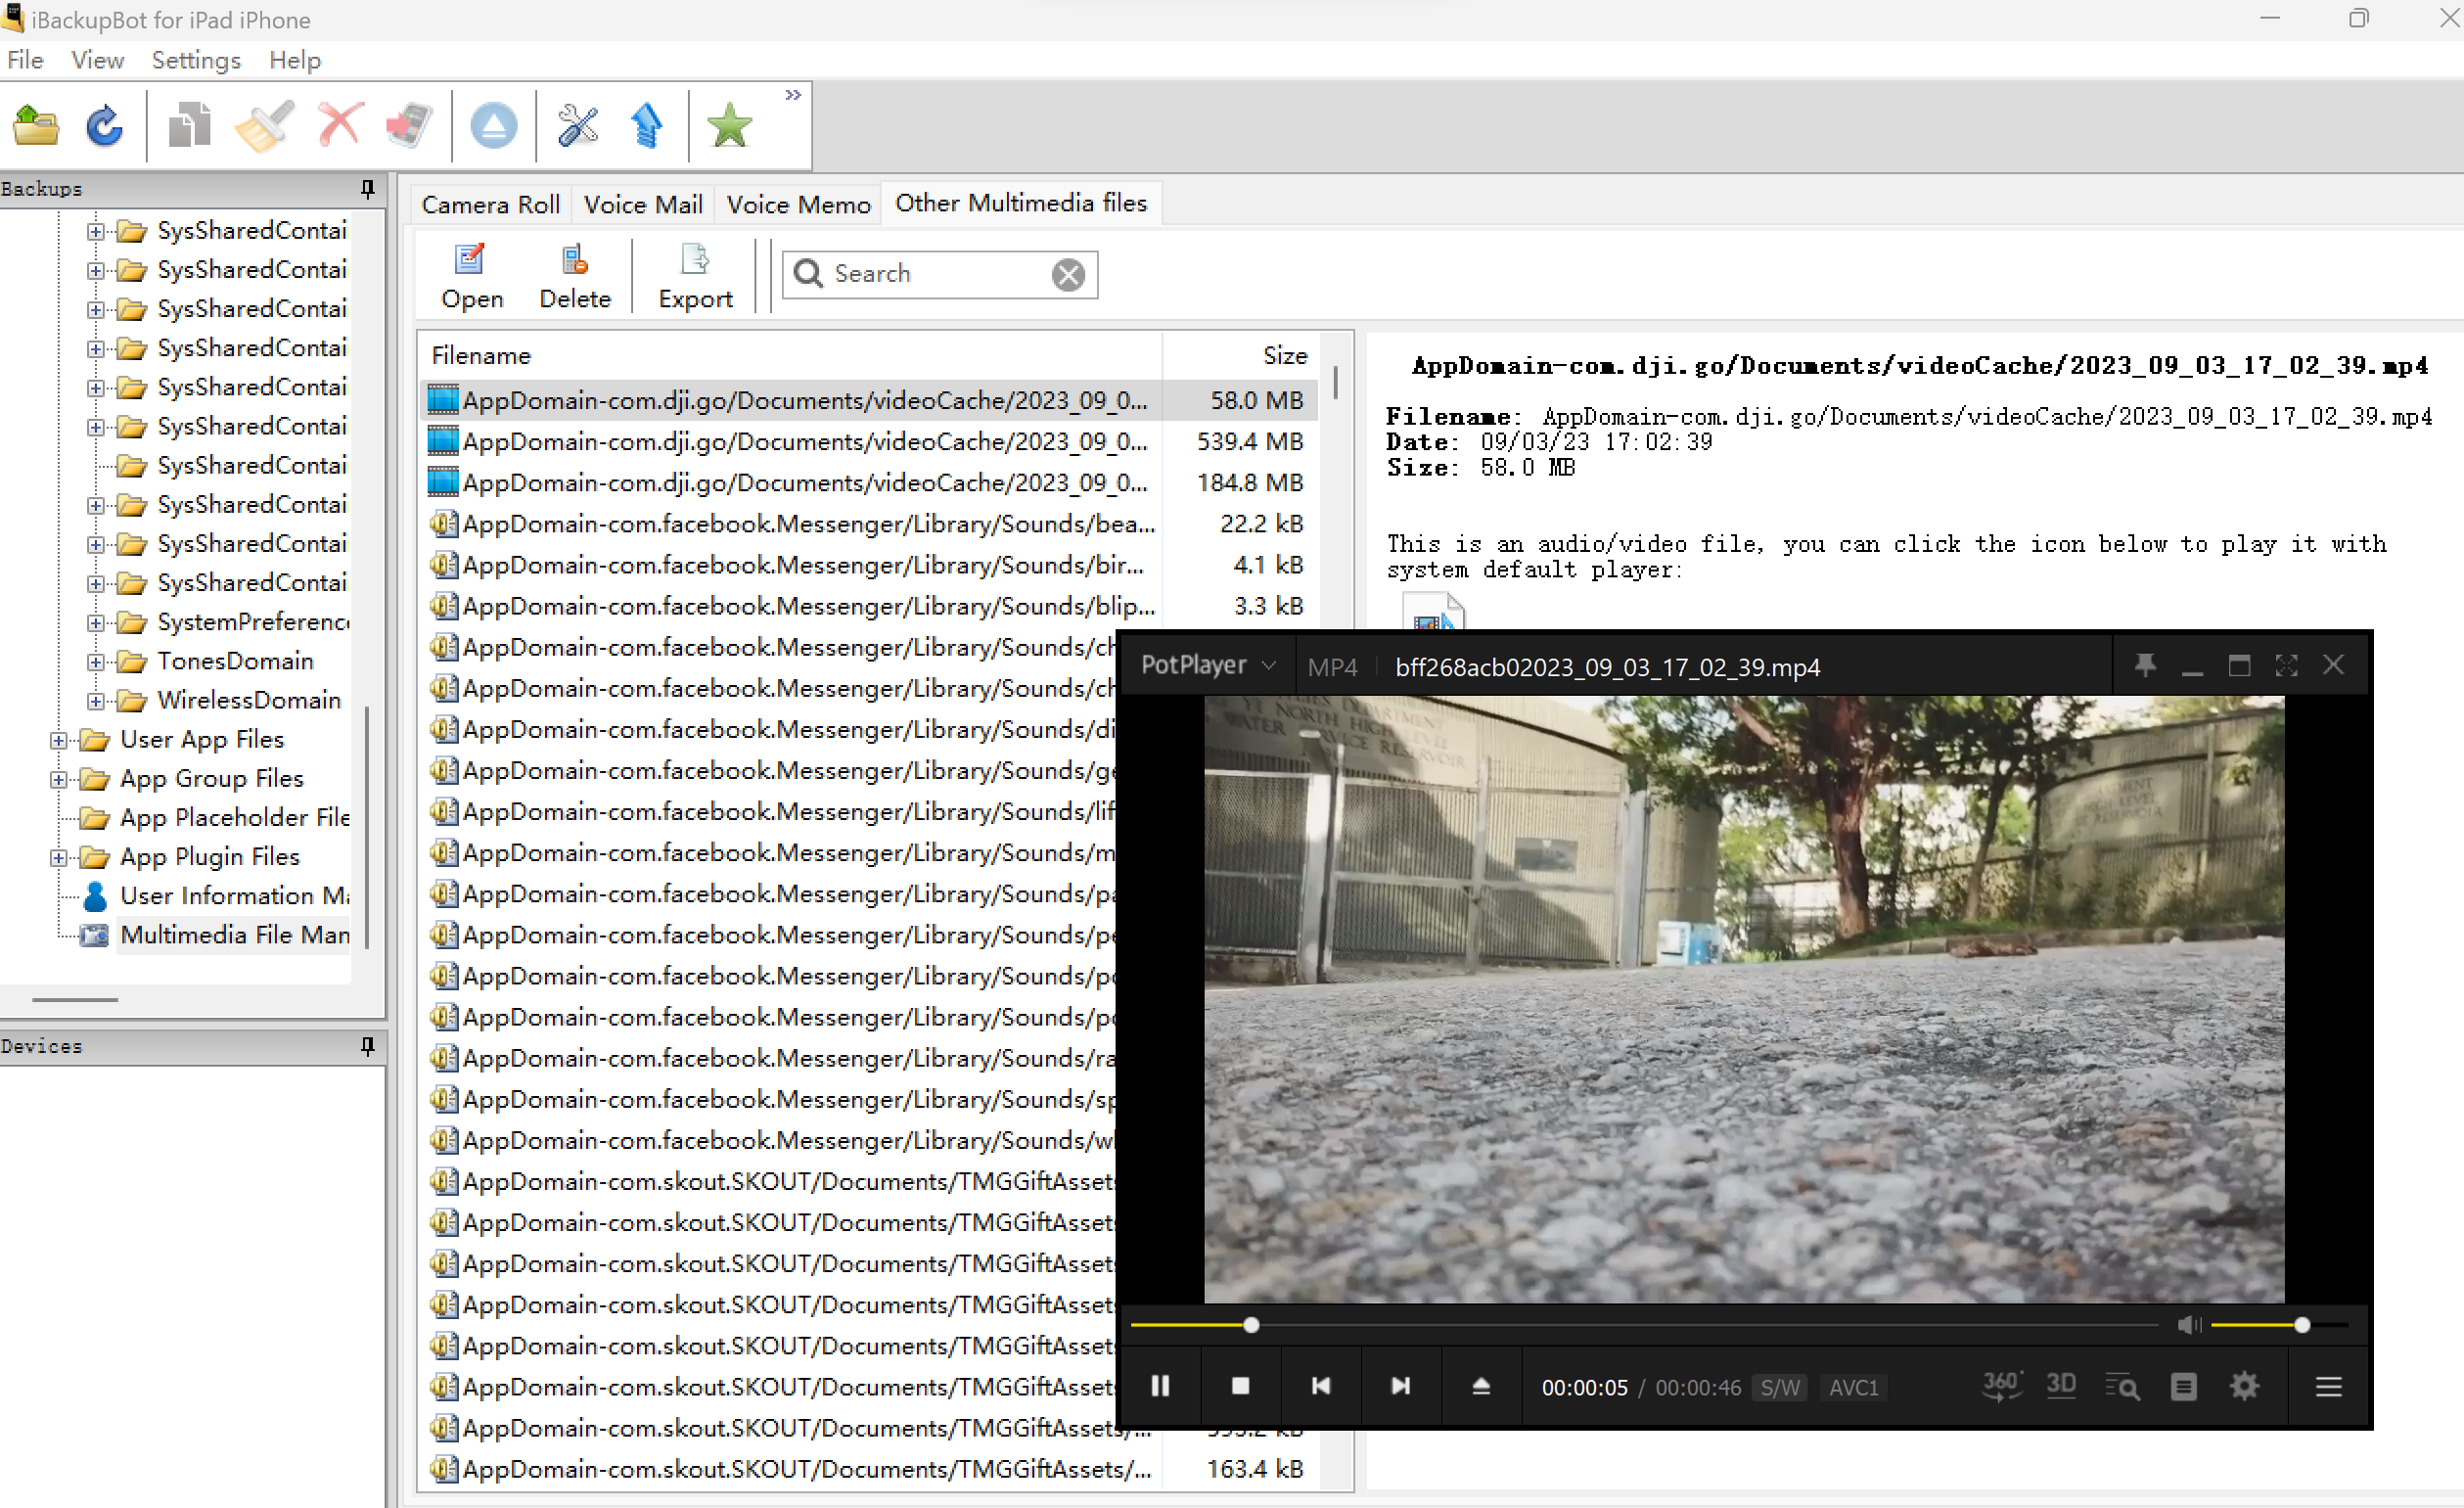 iBackupBot for iPad iPhone
File View Settings Help
»
Backups
SysSharedContai
SysSharedContai
SysSharedContai
SysSharedContai
SysSharedContai
SysSharedContai
SysSharedContai
SysSharedContai
SysSharedContai
SysSharedContai
SystemPreferenc
TonesDomain
WirelessDomain
User App Files
App Group Files
App Placeholder File
App Plugin Files
User Information Ma
Multimedia File Man
Devices
Camera Roll Voice Mail Voice Memo Other Multimedia files
Open Delete Export Search
Filename Size
AppDomain-com.dji.go/Documents/videoCache/2023_09_0... 58.0 MB
AppDomain-com.dji.go/Documents/videoCache/2023_09_0... 539.4 MB
AppDomain-com.dji.go/Documents/videoCache/2023_09_0... 184.8 MB
AppDomain-com.facebook.Messenger/Library/Sounds/bea... 22.2 kB
AppDomain-com.facebook.Messenger/Library/Sounds/bir... 4.1 kB
AppDomain-com.facebook.Messenger/Library/Sounds/blip... 3.3 kB
AppDomain-com.facebook.Messenger/Library/Sounds/ch
AppDomain-com.facebook.Messenger/Library/Sounds/ch
AppDomain-com.facebook.Messenger/Library/Sounds/di
AppDomain-com.facebook.Messenger/Library/Sounds/ge
AppDomain-com.facebook.Messenger/Library/Sounds/lif
AppDomain-com.facebook.Messenger/Library/Sounds/m
AppDomain-com.facebook.Messenger/Library/Sounds/pa
AppDomain-com.facebook.Messenger/Library/Sounds/pe
AppDomain-com.facebook.Messenger/Library/Sounds/po
AppDomain-com.facebook.Messenger/Library/Sounds/po
AppDomain-com.facebook.Messenger/Library/Sounds/ra
AppDomain-com.facebook.Messenger/Library/Sounds/sp
AppDomain-com.facebook.Messenger/Library/Sounds/wh
AppDomain-com.skout.SKOUT/Documents/TMGGiftAssets
AppDomain-com.skout.SKOUT/Documents/TMGGiftAssets
AppDomain-com.skout.SKOUT/Documents/TMGGiftAssets
AppDomain-com.skout.SKOUT/Documents/TMGGiftAssets
AppDomain-com.skout.SKOUT/Documents/TMGGiftAssets
AppDomain-com.skout.SKOUT/Documents/TMGGiftAssets
AppDomain-com.skout.SKOUT/Documents/TMGGiftAssets/...
AppDomain-com.skout.SKOUT/Documents/TMGGiftAssets/... 163.4 kB
AppDomain-com.dji.go/Documents/videoCache/2023_09_03_17_02_39.mp4
Filename: AppDomain-com.dji.go/Documents/videoCache/2023_09_03_17_02_39.mp4
Date: 09/03/23 17:02:39
Size: 58.0 MB
This is an audio/video file, you can click the icon below to play it with
system default player:
PotPlayer MP4 bff268acb02023_09_03_17_02_39.mp4
DEPARTMENT
NORTH HIGH LEVEL
WATER SERVICE RESERVOIR
00:00:05 / 00:00:46 S/W AVC1 360° 3D